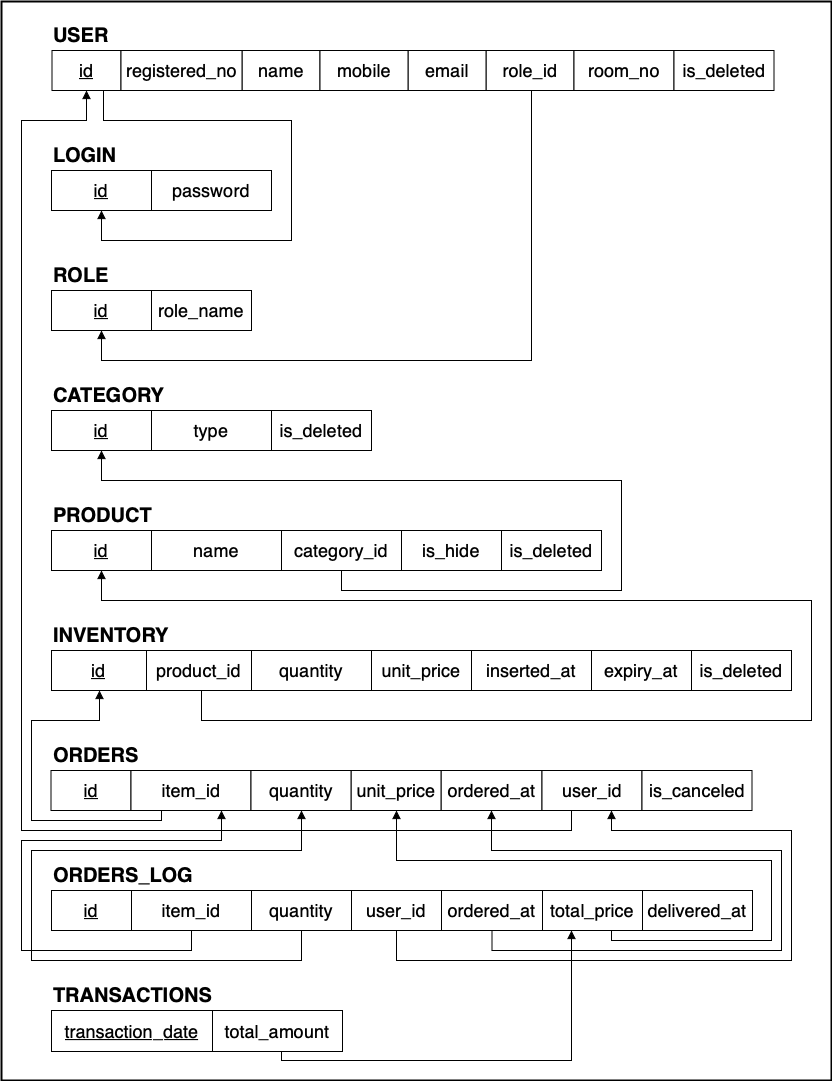 USER
id registered_no name mobile email role_id room_no is_deleted
LOGIN
id password
ROLE
id role_name
CATEGORY
id type is_deleted
PRODUCT
id name category_id is_hide is_deleted
INVENTORY
id product_id quantity unit_price inserted_at expiry_at is_deleted
ORDERS
id item_id quantity unit_price ordered_at user_id is_canceled
ORDERS_LOG
id item_id quantity user_id ordered_at total_price delivered_at
TRANSACTIONS
transaction_date total_amount